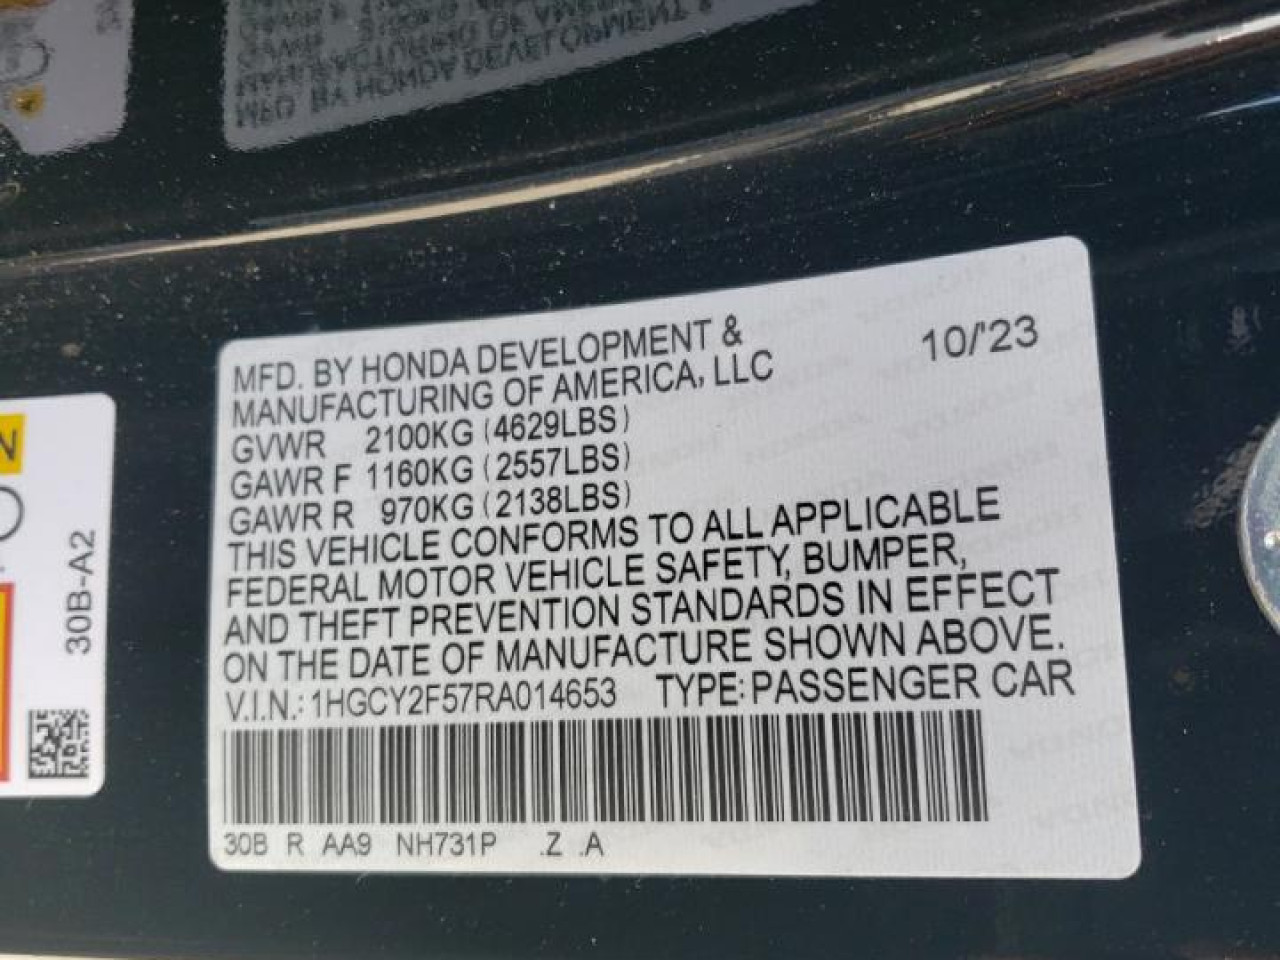 MFD. BY HONDA DEVELOPMENT &
MANUFACTURING OF AMERICA, LLC
10/'23
GVWR 2100KG (4629LBS)
GAWR F 1160KG (2557LBS)
GAWR R 970KG (2138LBS)
THIS VEHICLE CONFORMS TO ALL APPLICABLE
FEDERAL MOTOR VEHICLE SAFETY, BUMPER,
AND THEFT PREVENTION STANDARDS IN EFFECT
ON THE DATE OF MANUFACTURE SHOWN ABOVE.
V.I.N.: 1HGCY2F57RA014653 TYPE: PASSENGER CAR
30B R AA9 NH731P .Z .A
30B-A2